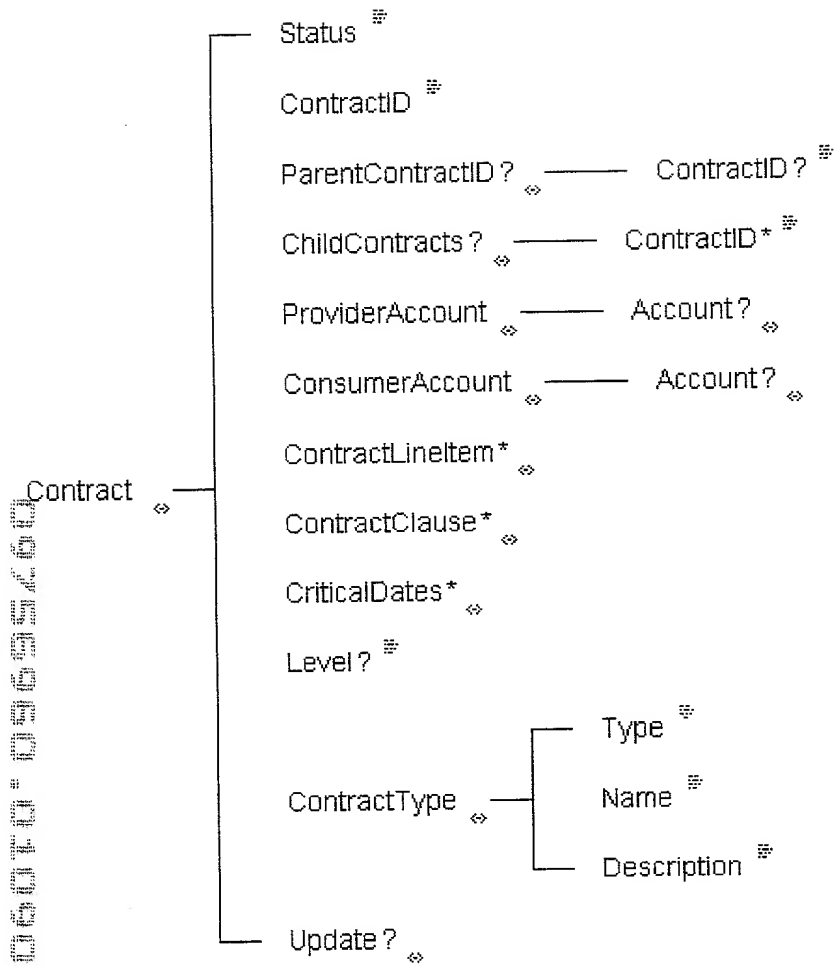 Status
ContractID
ParentContractID? ContractID?
ChildContracts? ContractID*
ProviderAccount Account?
ConsumerAccount Account?
ContractLineItem*
Contract
ContractClause*
CriticalDates*
Level?
Type
ContractType Name
Description
Update?